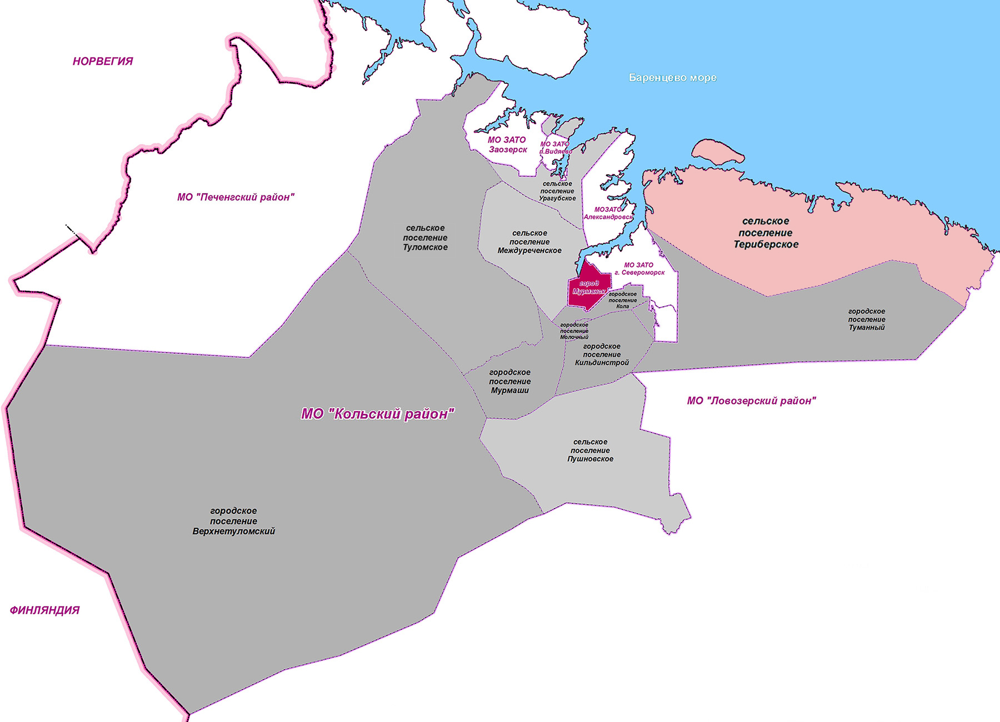 НОРВЕГИЯ
Баренцево море
МО ЗАТО
Заозерск
МО ЗАТО
п.Видяево
МО "Печенгский район"
сельское
поселение
Урагубское
МОЗАТО
Александровск
сельское
поселение
Териберское
сельское
поселение
Туломское
сельское
поселение
Междуреченское
МО ЗАТО
г. Североморск
город
Мурманск
городское
поселение
Кола
городское
поселение
Туманный
городское
поселение
Молочный
городское
поселение
Кильдинстрой
городское
поселение
Мурмаши
МО "Ловозерский район"
МО "Кольский район"
сельское
поселение
Пушновское
городское
поселение
Верхнетуломский
ФИНЛЯНДИЯ